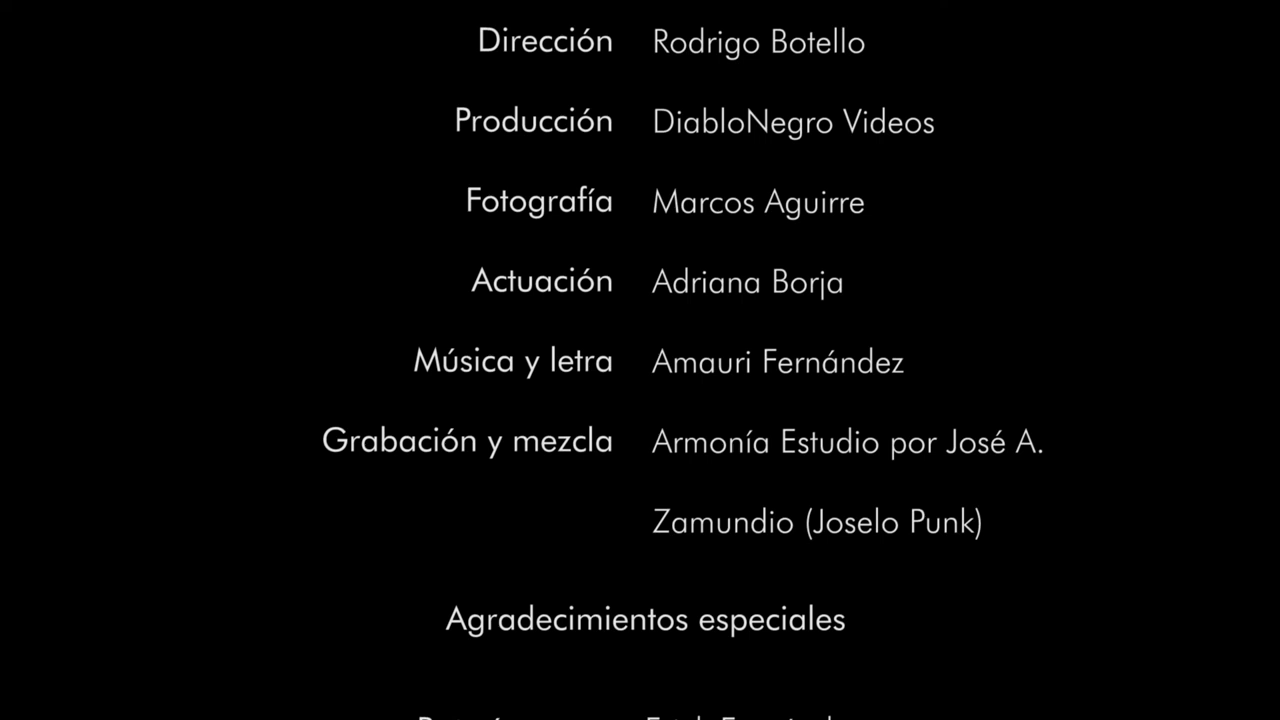 Dirección Rodrigo Botello
Producción DiabloNegro Videos
Fotografía Marcos Aguirre
Actuación Adriana Borja
Música y letra Amauri Fernández
Grabación y mezcla Armonía Estudio por José A.
Zamundio (Joselo Punk)
Agradecimientos especiales